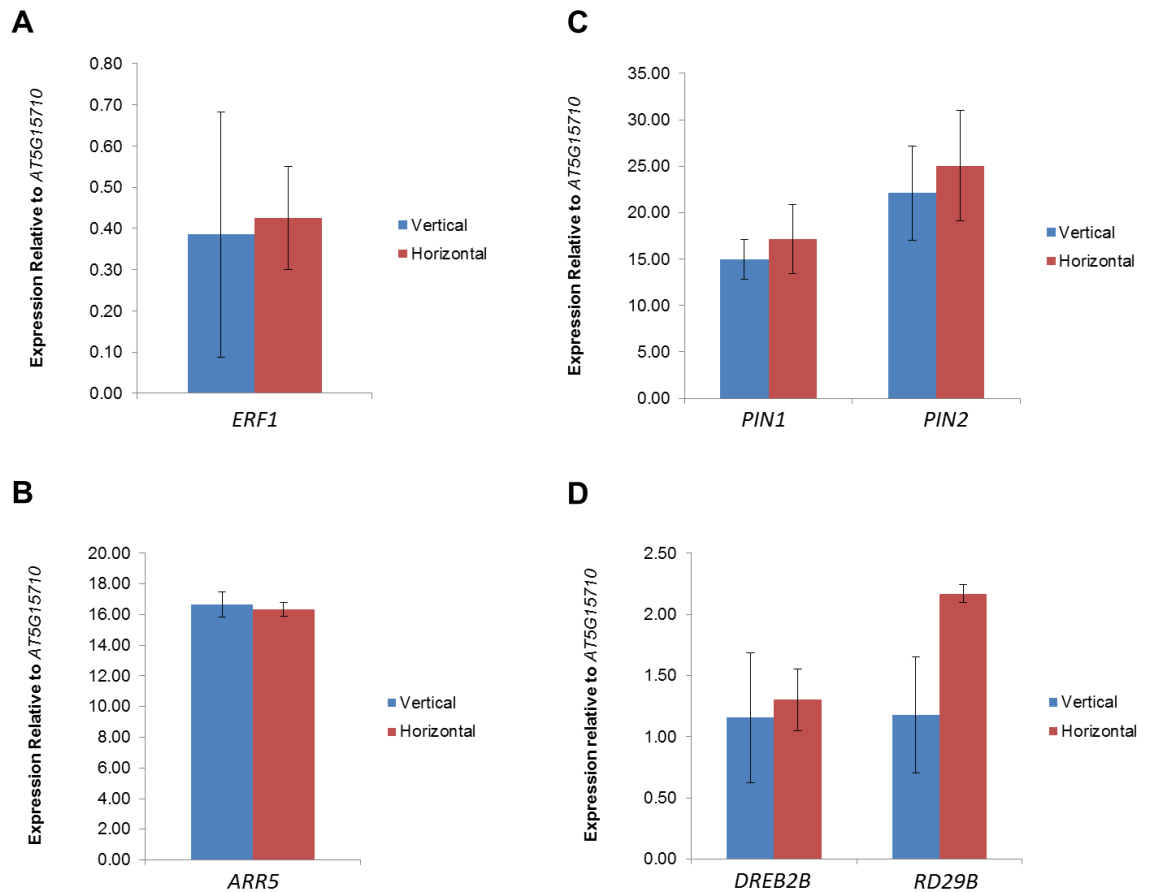 A
Expression Relative to AT5G15710
0.80
0.70
0.60
0.50
0.40
0.30
0.20
0.10
0.00
ERF1
Vertical
Horizontal
B
Expression Relative to AT5G15710
20.00
18.00
16.00
14.00
12.00
10.00
8.00
6.00
4.00
2.00
0.00
ARR5
Vertical
Horizontal
C
Expression Relative to AT5G15710
35.00
30.00
25.00
20.00
15.00
10.00
5.00
0.00
PIN1
PIN2
Vertical
Horizontal
D
Expression relative to AT5G15710
2.50
2.00
1.50
1.00
0.50
0.00
DREB2B
RD29B
Vertical
Horizontal